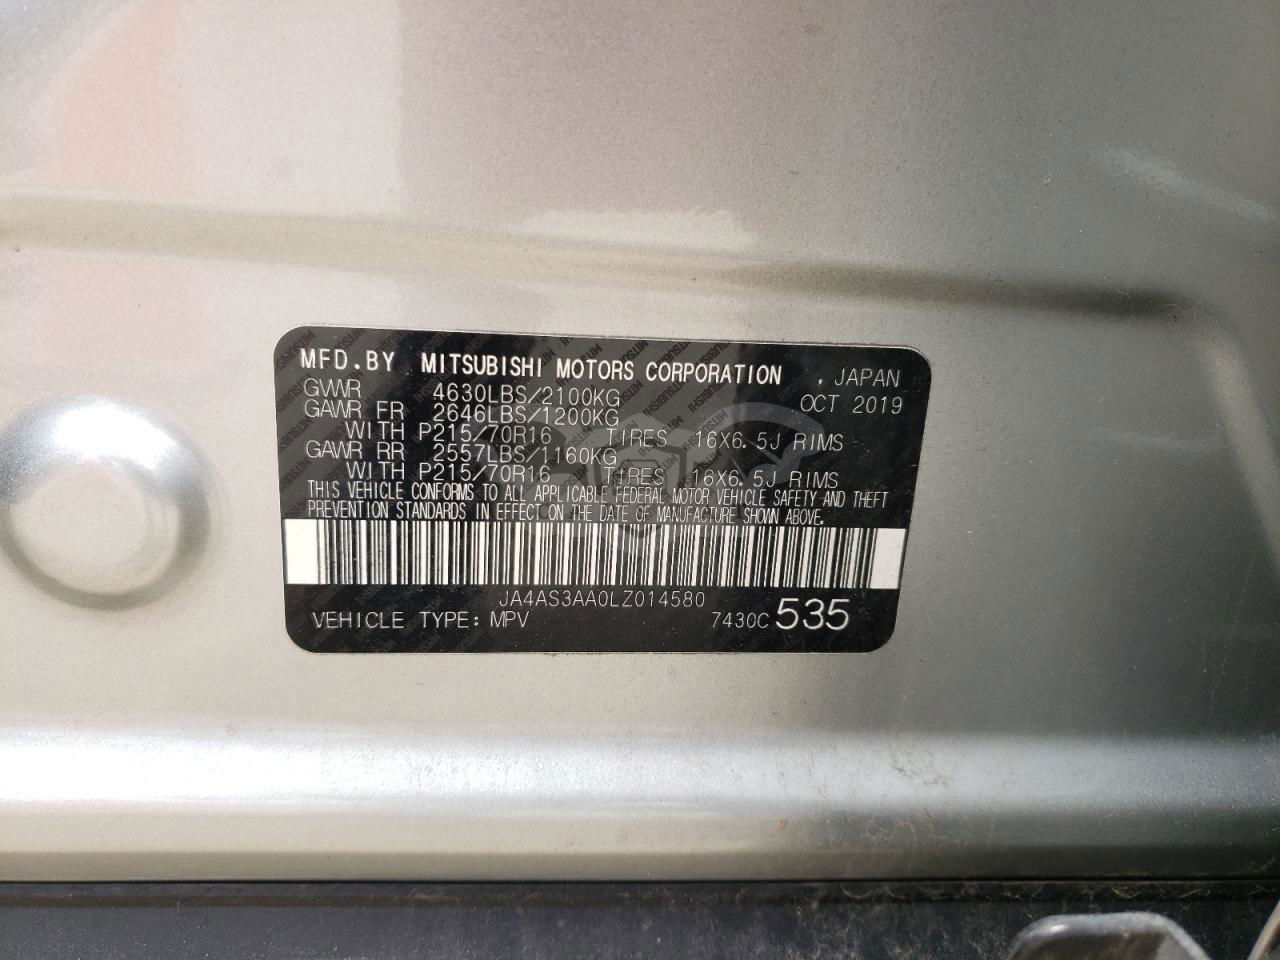 MFD.BY MITSUBISHI MOTORS CORPORATION , JAPAN
GVWR 4630LBS/2100KG OCT 2019
GAWR FR 2646LBS/1200KG
WITH P215/70R16 TIRES 16X6.5J RIMS
GAWR RR 2557LBS/1160KG
WITH P215/70R16 TIRES 16X6.5J RIMS
THIS VEHICLE CONFORMS TO ALL APPLICABLE FEDERAL MOTOR VEHICLE SAFETY AND THEFT
PREVENTION STANDARDS IN EFFECT ON THE DATE OF MANUFACTURE SHOWN ABOVE.
JA4AS3AA0LZ014580
VEHICLE TYPE: MPV 7430C 535